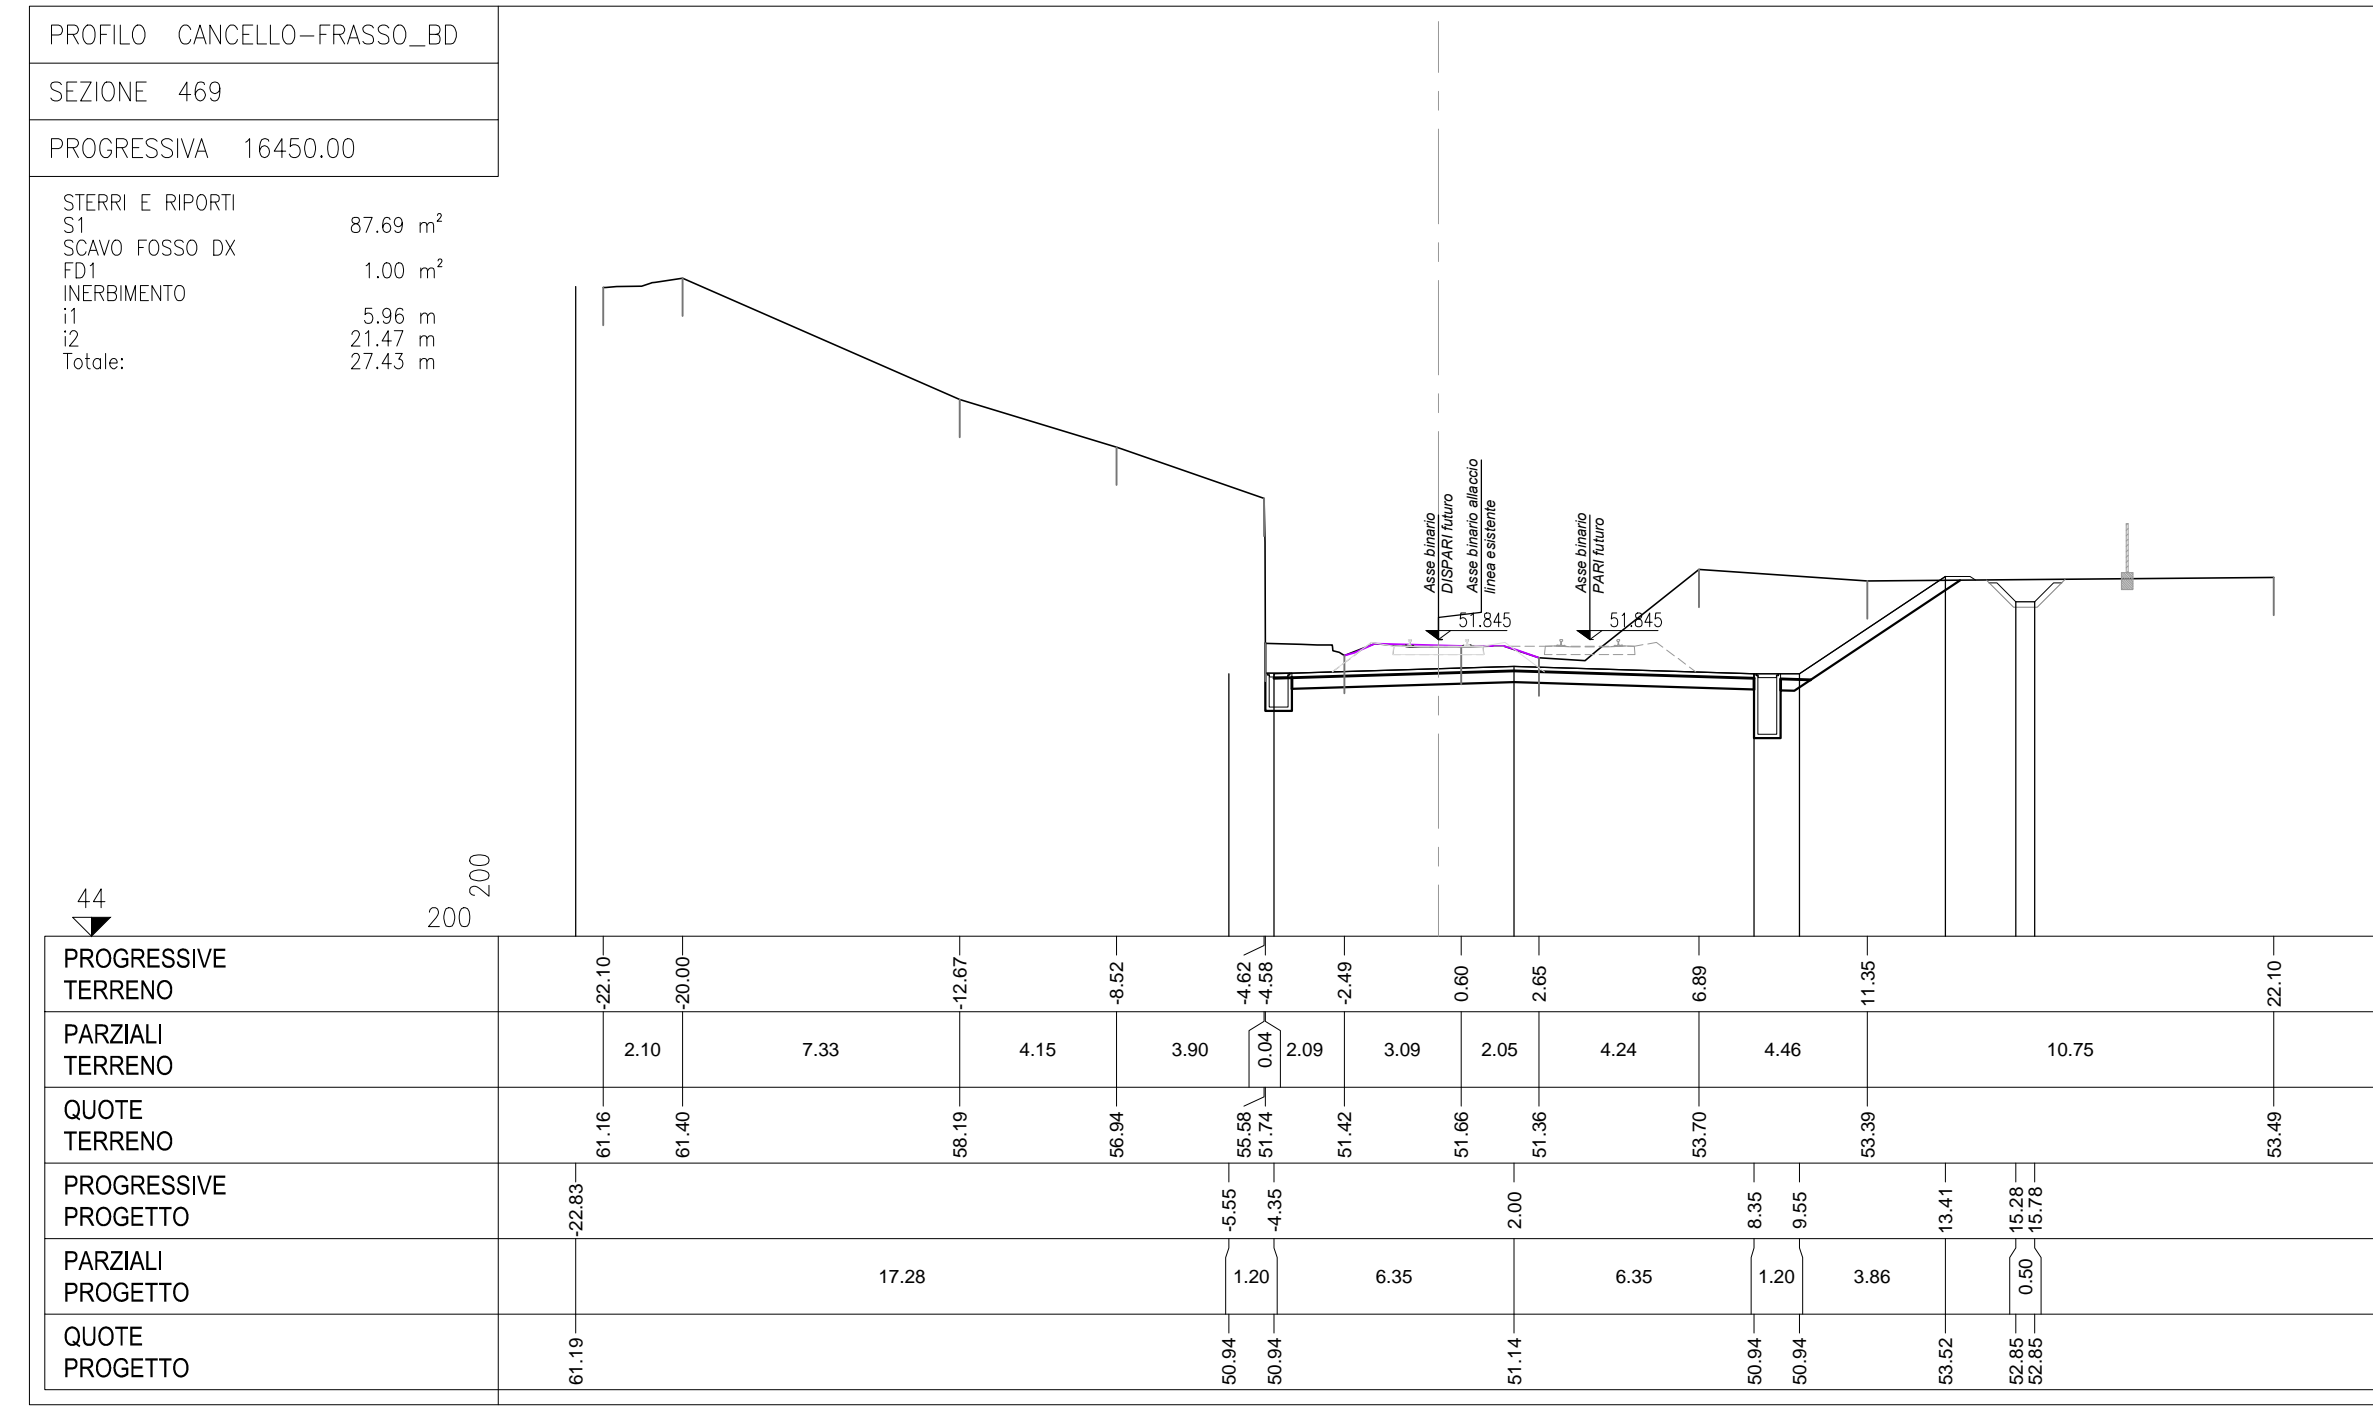 PROFILO CANCELLO-FRASSO_BD
SEZIONE 469
PROGRESSIVA 16450.00
STERRI E RIPORTI
S1 87.69 m²
SCAVO FOSSO DX
FD1 1.00 m²
INERBIMENTO
i1 5.96 m
i2 21.47 m
Totale: 27.43 m
Asse binario
DISPARI futuro
Asse binario allaccio
linea esistente
Asse binario
PARI futuro
51.845
51.845
44
200
200
PROGRESSIVE
TERRENO
-22.10 -20.00 -12.67 -8.52 -4.62 -4.58 -2.49 0.60 2.65 6.89 11.35 22.10
PARZIALI
TERRENO
2.10 7.33 4.15 3.90 0.04 2.09 3.09 2.05 4.24 4.46 10.75
QUOTE
TERRENO
61.16 61.40 58.19 56.94 55.58 51.74 51.42 51.66 51.36 53.70 53.39 53.49
PROGRESSIVE
PROGETTO
-22.83 -5.55 -4.35 2.00 8.35 9.55 13.41 15.28 15.78
PARZIALI
PROGETTO
17.28 1.20 6.35 6.35 1.20 3.86 0.50
QUOTE
PROGETTO
61.19 50.94 50.94 51.14 50.94 50.94 53.52 52.85 52.85